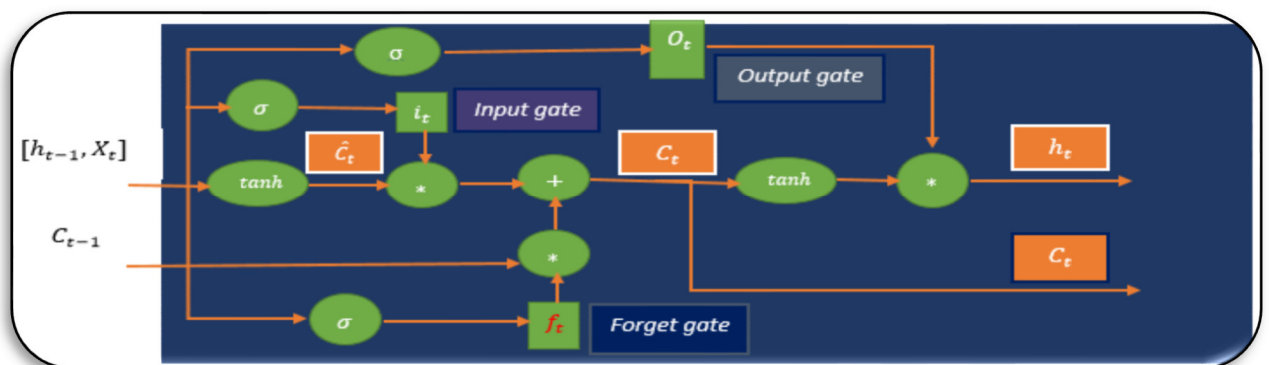 σ
O_t
Output gate
σ
i_t
Input gate
[h_{t-1}, X_t]
Ĉ_t
C_t
h_t
tanh
*
+
tanh
*
C_{t-1}
*
C_t
σ
f_t
Forget gate